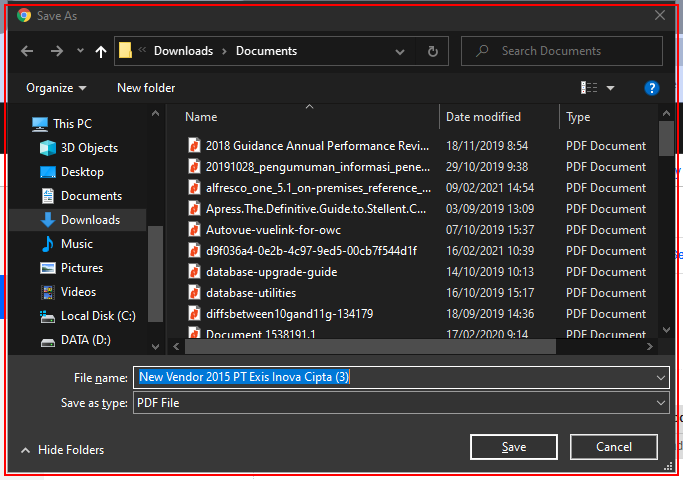 Save As
Downloads
Documents
Search Documents
Organize
New folder
Name
Date modified
Type
This PC
3D Objects
Desktop
Documents
Downloads
Music
Pictures
Videos
Local Disk (C:)
DATA (D:)
2018 Guidance Annual Performance Revi... 18/11/2019 8:54 PDF Document
20191028_pengumuman_informasi_pene... 29/10/2019 9:38 PDF Document
alfresco_one_5.1_on-premises_reference_... 09/02/2021 14:54 PDF Document
Apress.The.Definitive.Guide.to.Stellent.C... 03/09/2019 13:09 PDF Document
Autovue-vuelink-for-owc 07/10/2019 15:37 PDF Document
d9f036a4-0e2b-4c97-9ed5-00cb7f544d1f 16/02/2021 10:39 PDF Document
database-upgrade-guide 14/10/2019 10:13 PDF Document
database-utilities 16/10/2019 15:17 PDF Document
diffsbetween10gand11g-134179 18/09/2019 14:36 PDF Document
Document 1538191.1 17/02/2020 9:14 PDF Document
File name: New Vendor 2015 PT Exis Inova Cipta (3)
Save as type: PDF File
Hide Folders
Save
Cancel